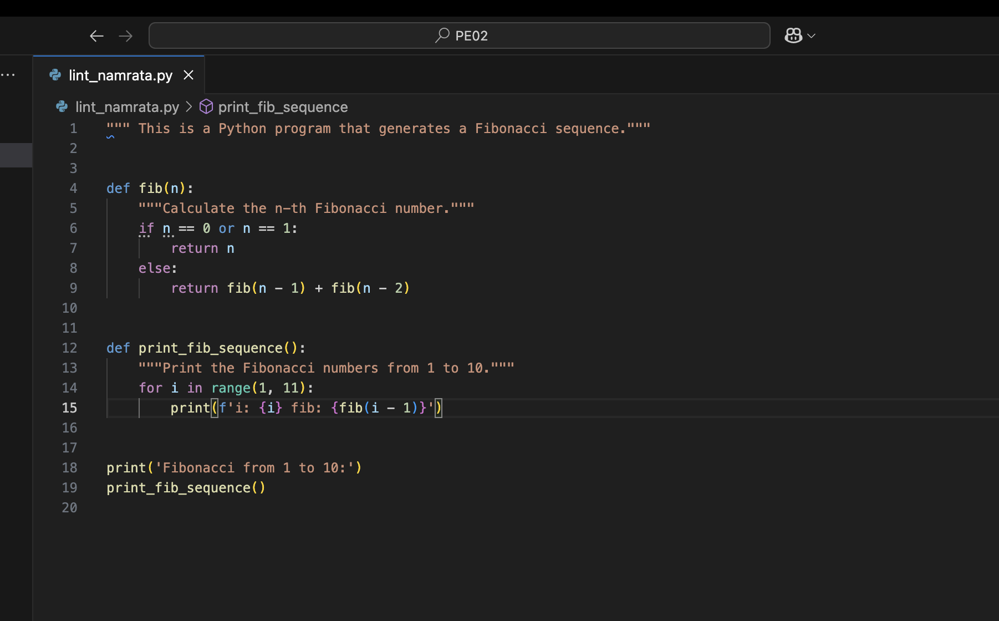 PE02
lint_namrata.py
lint_namrata.py > print_fib_sequence
1 """ This is a Python program that generates a Fibonacci sequence."""
2
3
4 def fib(n):
5     """Calculate the n-th Fibonacci number."""
6     if n == 0 or n == 1:
7         return n
8     else:
9         return fib(n - 1) + fib(n - 2)
10
11
12 def print_fib_sequence():
13     """Print the Fibonacci numbers from 1 to 10."""
14     for i in range(1, 11):
15         print(f'i: {i} fib: {fib(i - 1)}')
16
17
18 print('Fibonacci from 1 to 10:')
19 print_fib_sequence()
20